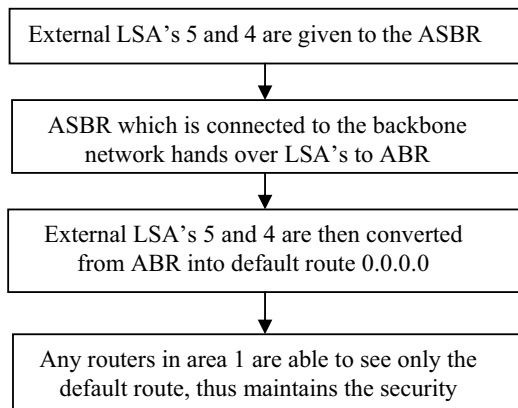 External LSA’s 5 and 4 are given to the ASBR
ASBR which is connected to the backbone
network hands over LSA’s to ABR
External LSA’s 5 and 4 are then converted
from ABR into default route 0.0.0.0
Any routers in area 1 are able to see only the
default route, thus maintains the security